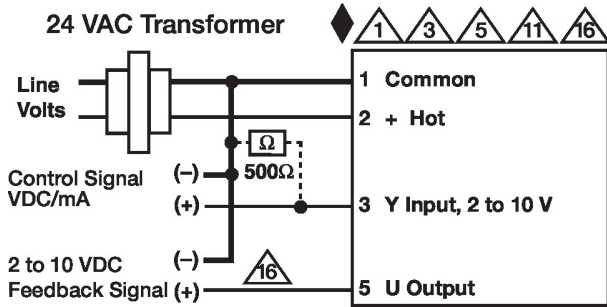 24 VAC Transformer
1 3 5 11 16
Line
Volts
1 Common
2 + Hot
Ω
500Ω
Control Signal (–)
VDC/mA (+)
3 Y Input, 2 to 10 V
2 to 10 VDC (–)
Feedback Signal (+)
16
5 U Output